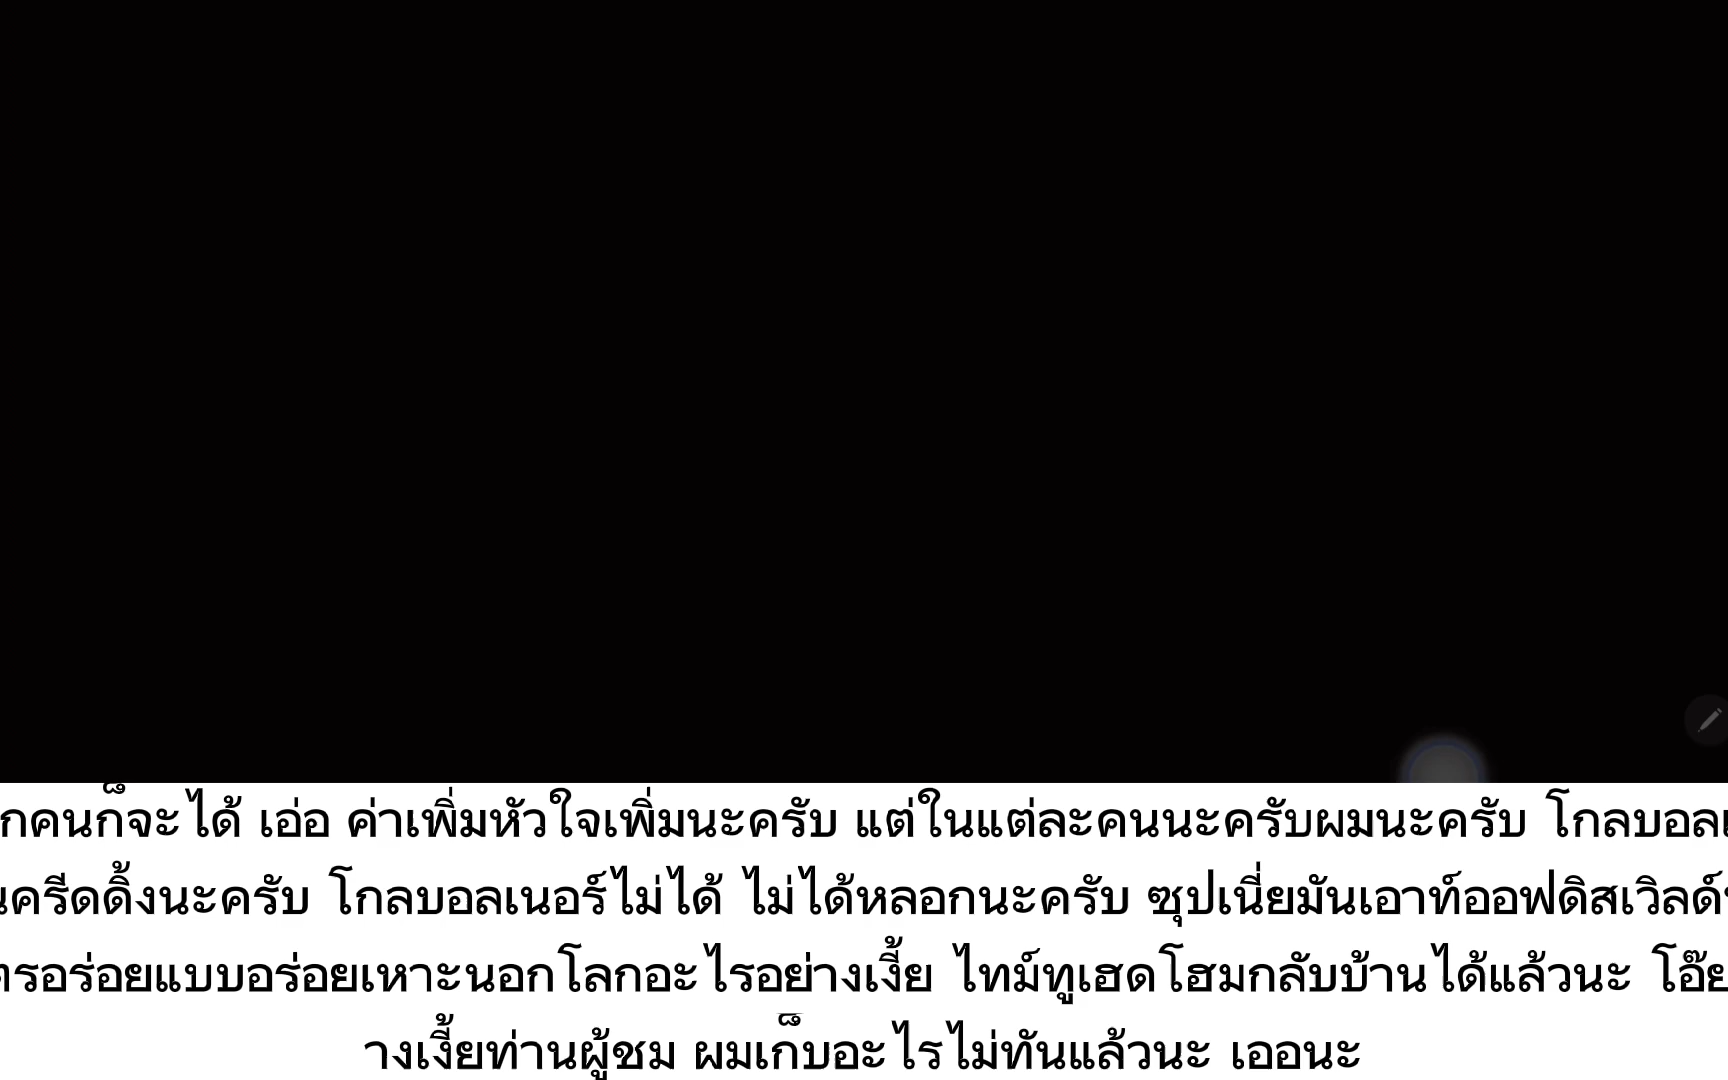 กคนก็จะได้ เอ่อ ค่าเพิ่มหัวใจเพิ่มนะครับ แต่ในแต่ละคนนะครับผมนะครับ โกลบอล
ครีดดิ้งนะครับ โกลบอลเนอร์ไม่ได้ ไม่ได้หลอกนะครับ ซุปเนี่ยมันเอาท์ออฟดิสเวิลด์
รอร่อยแบบอร่อยเหาะนอกโลกอะไรอย่างเงี้ย ไทม์ทูเฮดโฮมกลับบ้านได้แล้วนะ โอ๊ย
างเงี้ยท่านผู้ชม ผมเก็บอะไรไม่ทันแล้วนะ เออนะ